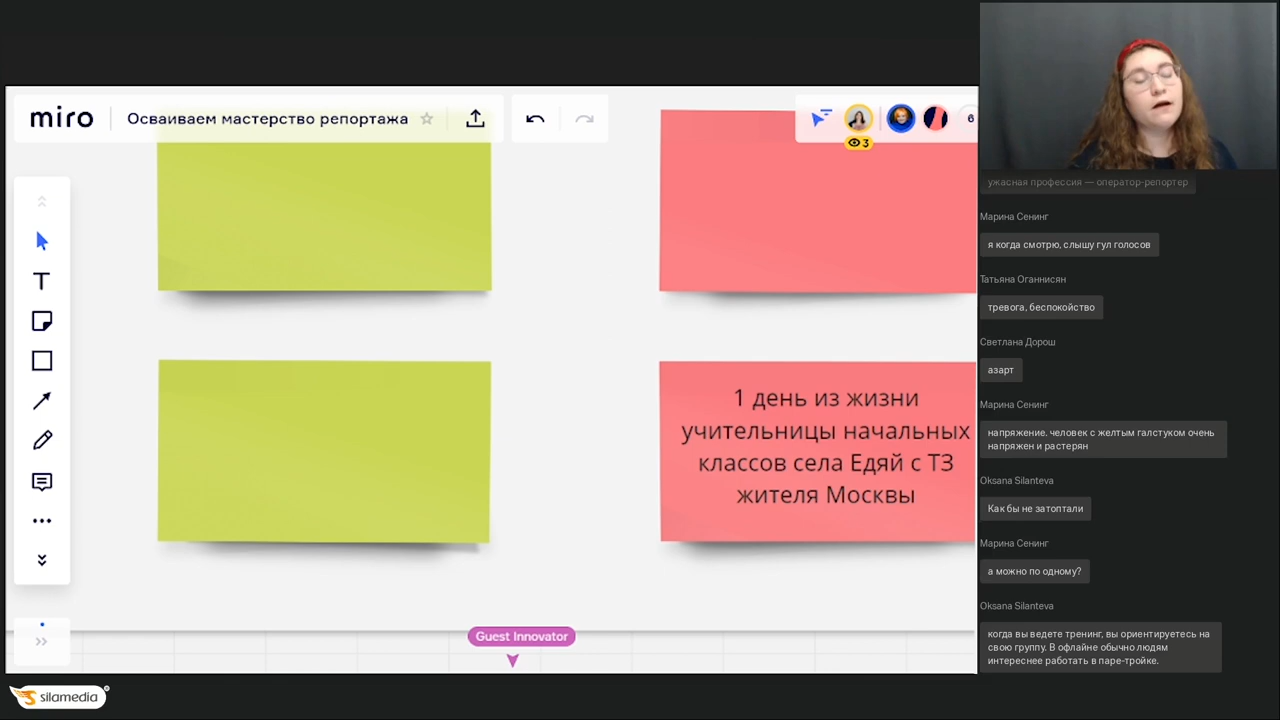 miro
Осваиваем мастерство репортажа
6
3
ужасная профессия — оператор-репортер
Марина Сенинг
я когда смотрю, слышу гул голосов
Татьяна Оганнисян
тревога, беспокойство
Светлана Дорош
азарт
Марина Сенинг
напряжение. человек с желтым галстуком очень
напряжен и растерян
Oksana Silanteva
Как бы не затоптали
Марина Сенинг
а можно по одному?
Oksana Silanteva
когда вы ведете тренинг, вы ориентируетесь на
свою группу. В офлайне обычно людям
интереснее работать в паре-тройке.
1 день из жизни
учительницы начальных
классов села Едяй с ТЗ
жителя Москвы
Guest Innovator
silamedia